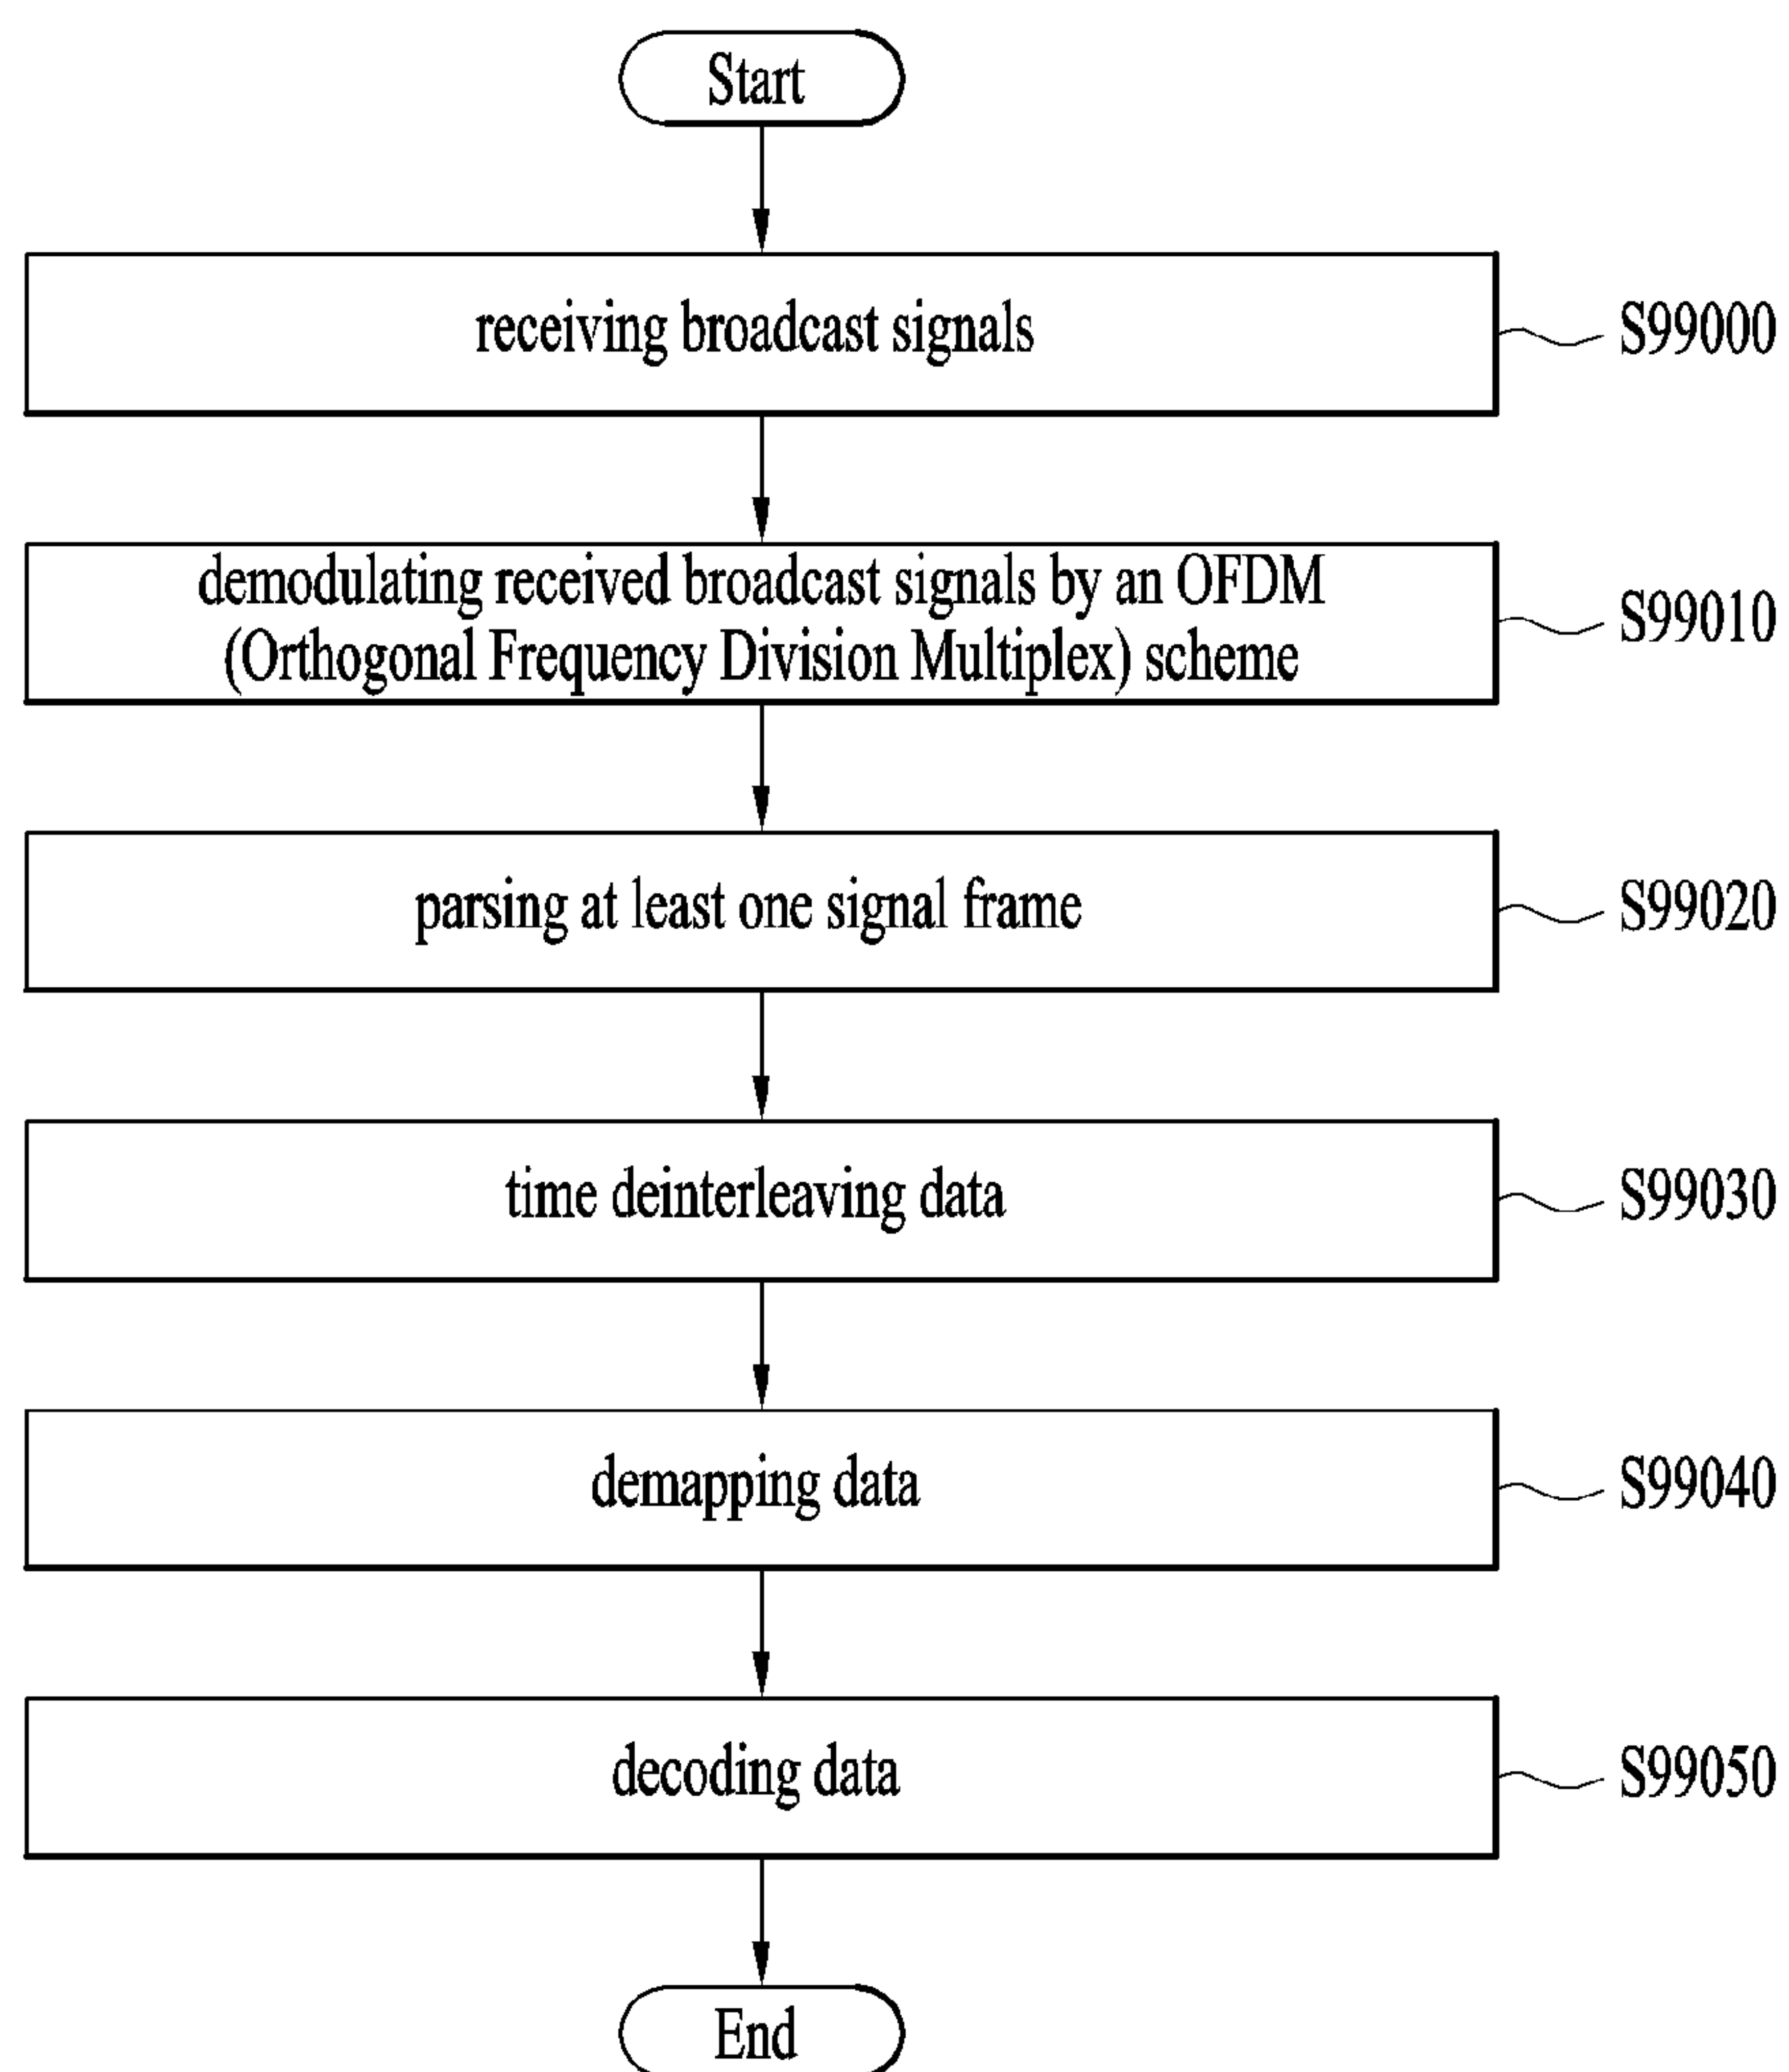 Start
receiving broadcast signals
S99000
demodulating received broadcast signals by an OFDM
(Orthogonal Frequency Division Multiplex) scheme
S99010
parsing at least one signal frame
S99020
time deinterleaving data
S99030
demapping data
S99040
decoding data
S99050
End